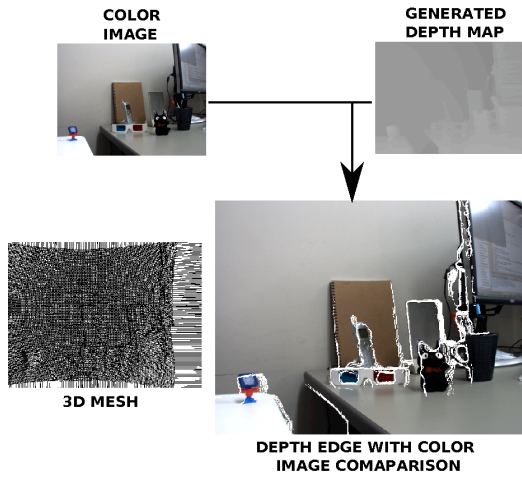 COLOR
IMAGE
GENERATED
DEPTH MAP
3D MESH
DEPTH EDGE WITH COLOR
IMAGE COMAPARISON